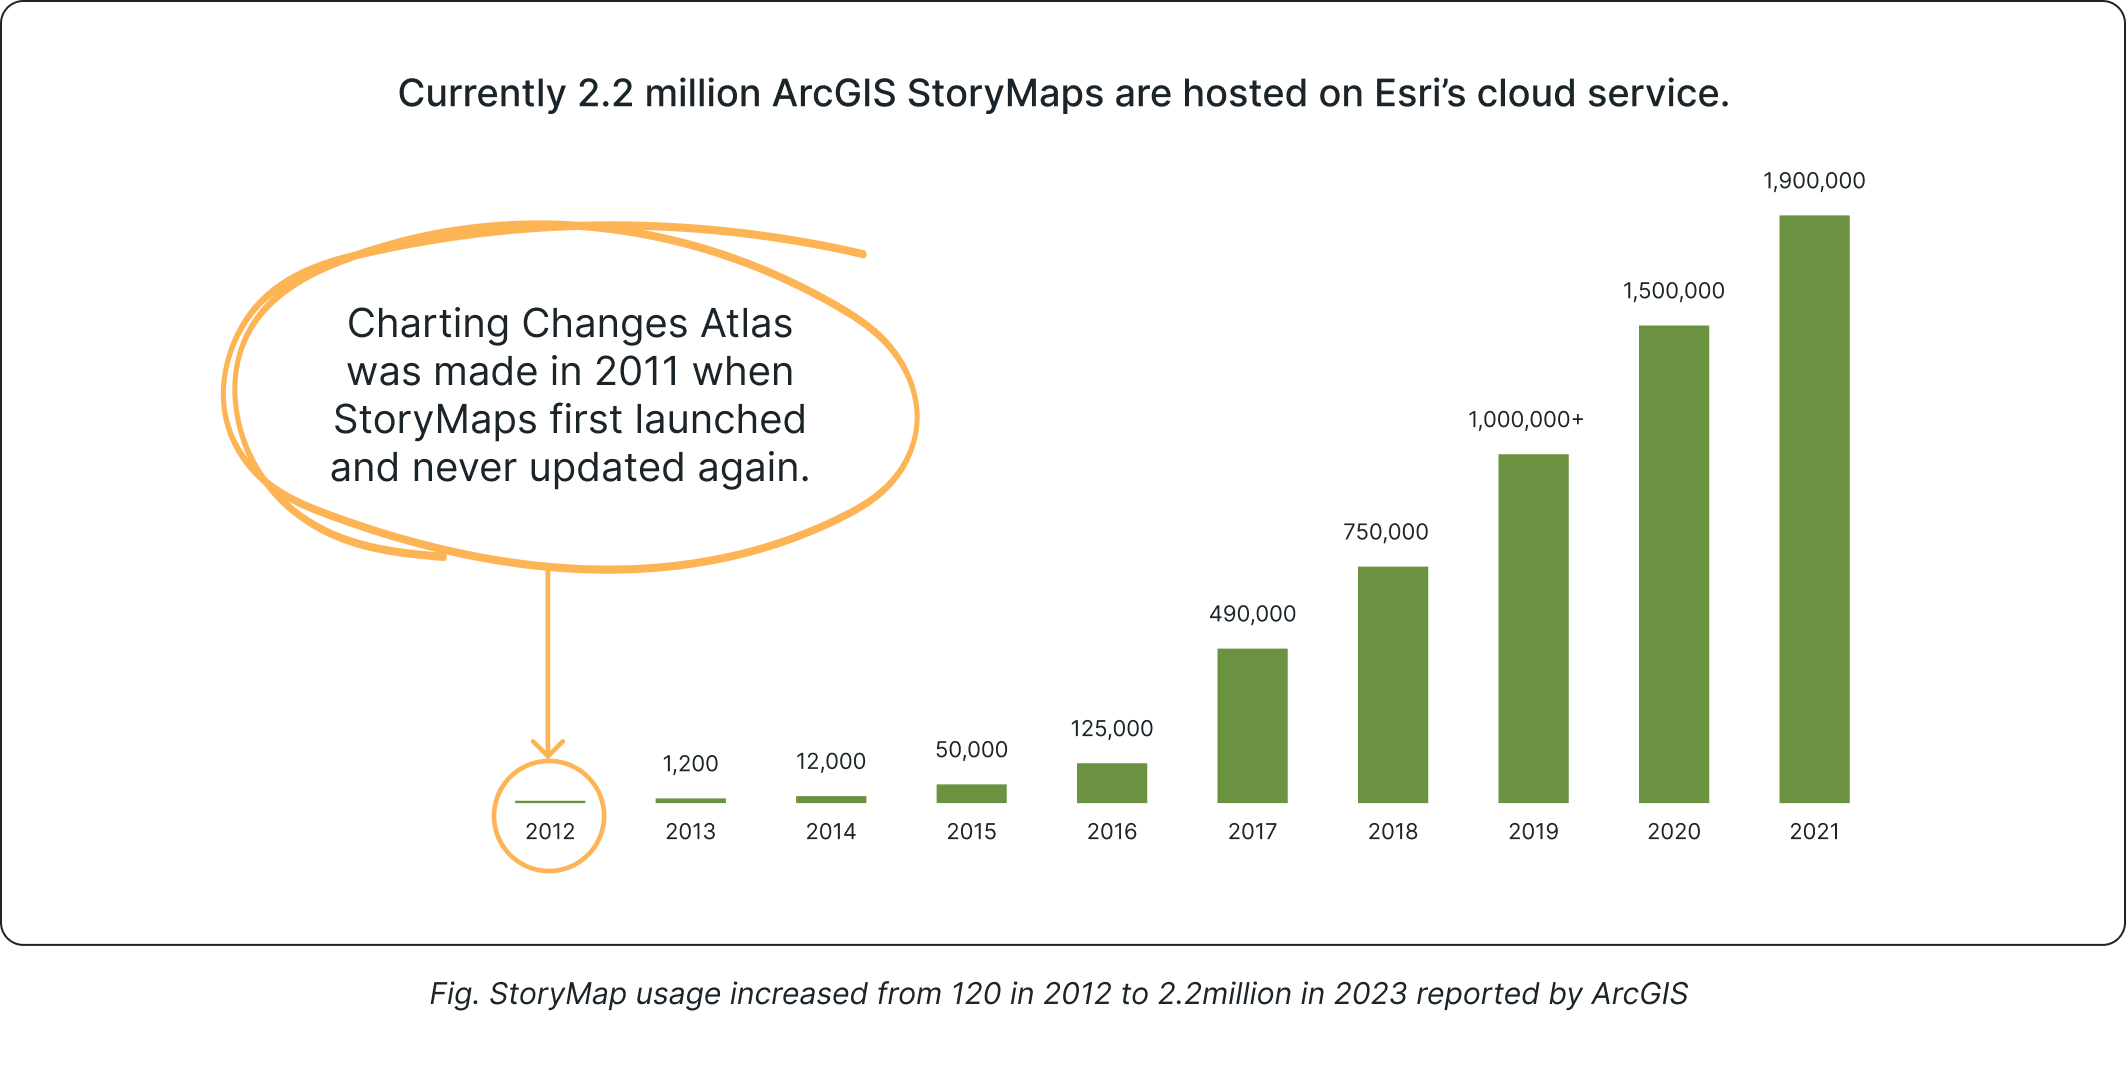 Currently 2.2 million ArcGIS StoryMaps are hosted on Esri’s cloud service.
Charting Changes Atlas
was made in 2011 when
StoryMaps first launched
and never updated again.
1,900,000
1,500,000
1,000,000+
750,000
490,000
125,000
50,000
12,000
1,200
2012 2013 2014 2015 2016 2017 2018 2019 2020 2021
Fig. StoryMap usage increased from 120 in 2012 to 2.2million in 2023 reported by ArcGIS